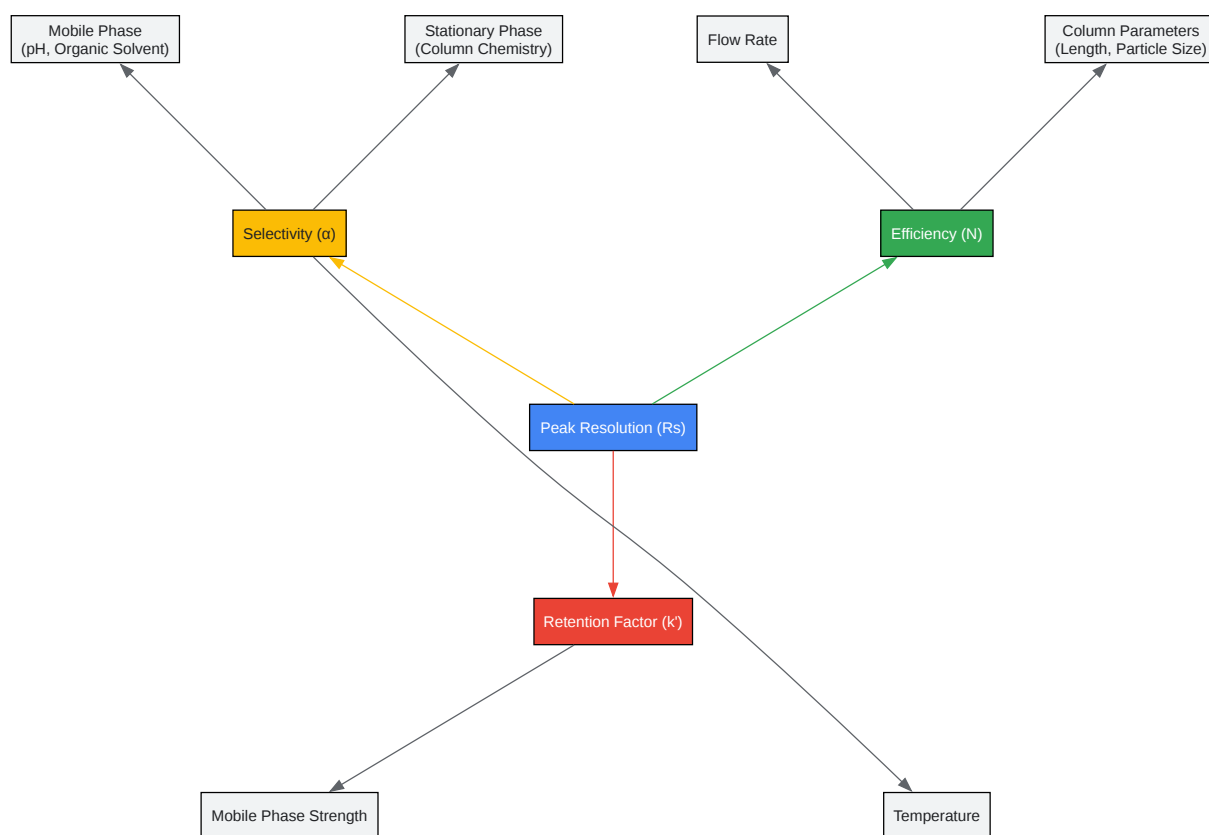 Mobile Phase
(pH, Organic Solvent)
Stationary Phase
(Column Chemistry)
Flow Rate
Column Parameters
(Length, Particle Size)
Selectivity (α)
Efficiency (N)
Peak Resolution (Rs)
Retention Factor (k')
Mobile Phase Strength
Temperature